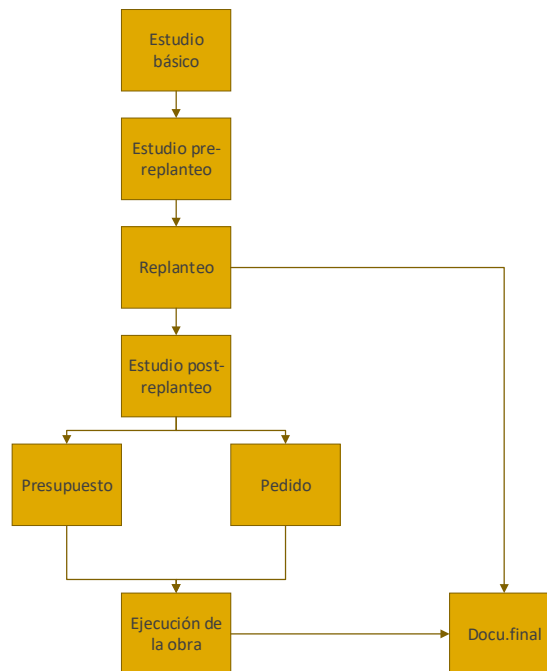 Estudio
básico
Estudio pre-
replanteo
Replanteo
Estudio post-
replanteo
Presupuesto
Pedido
Ejecución de
la obra
Docu.final